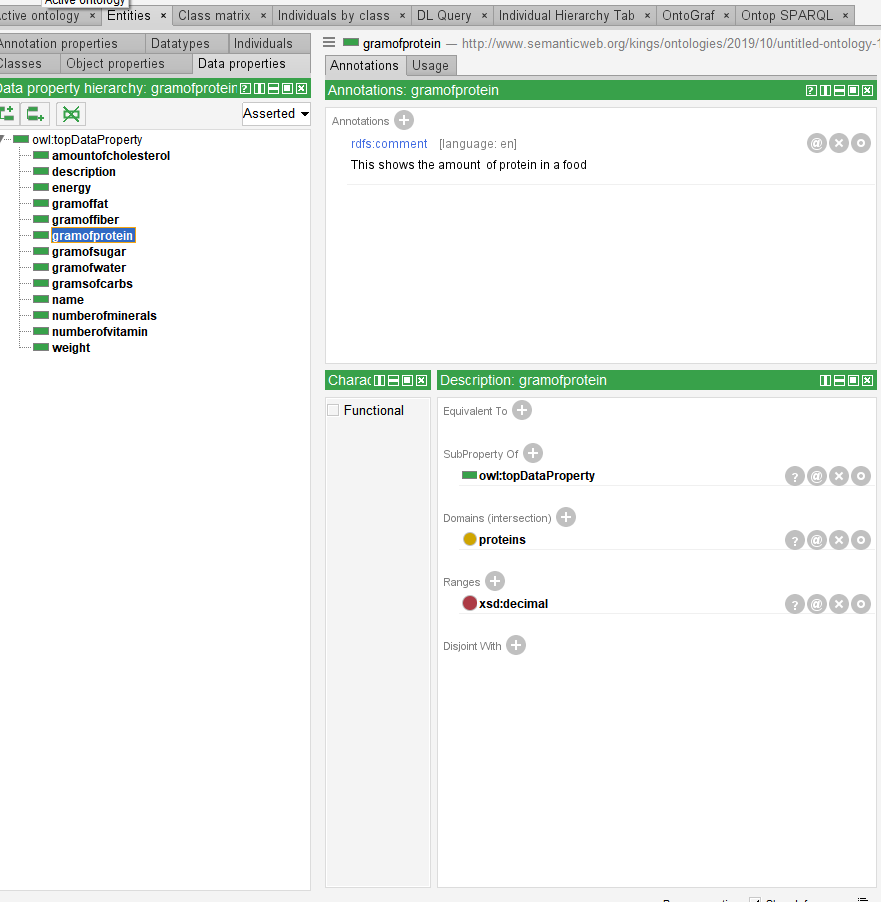 Active ontology
ctive ontology × Entities × Class matrix × Individuals by class × DL Query × Individual Hierarchy Tab × OntoGraf × Ontop SPARQL ×
nnotation properties Datatypes Individuals
Classes Object properties Data properties
Data property hierarchy: gramofprotein
Asserted
owl:topDataProperty
amountofcholesterol
description
energy
gramoffat
gramoffiber
gramofprotein
gramofsugar
gramofwater
gramsofcarbs
name
numberofminerals
numberofvitamin
weight
gramofprotein — http://www.semanticweb.org/kings/ontologies/2019/10/untitled-ontology-1
Annotations Usage
Annotations: gramofprotein
Annotations
rdfs:comment [language: en]
This shows the amount of protein in a food
Charac
Functional
Description: gramofprotein
Equivalent To
SubProperty Of
owl:topDataProperty
Domains (intersection)
proteins
Ranges
xsd:decimal
Disjoint With